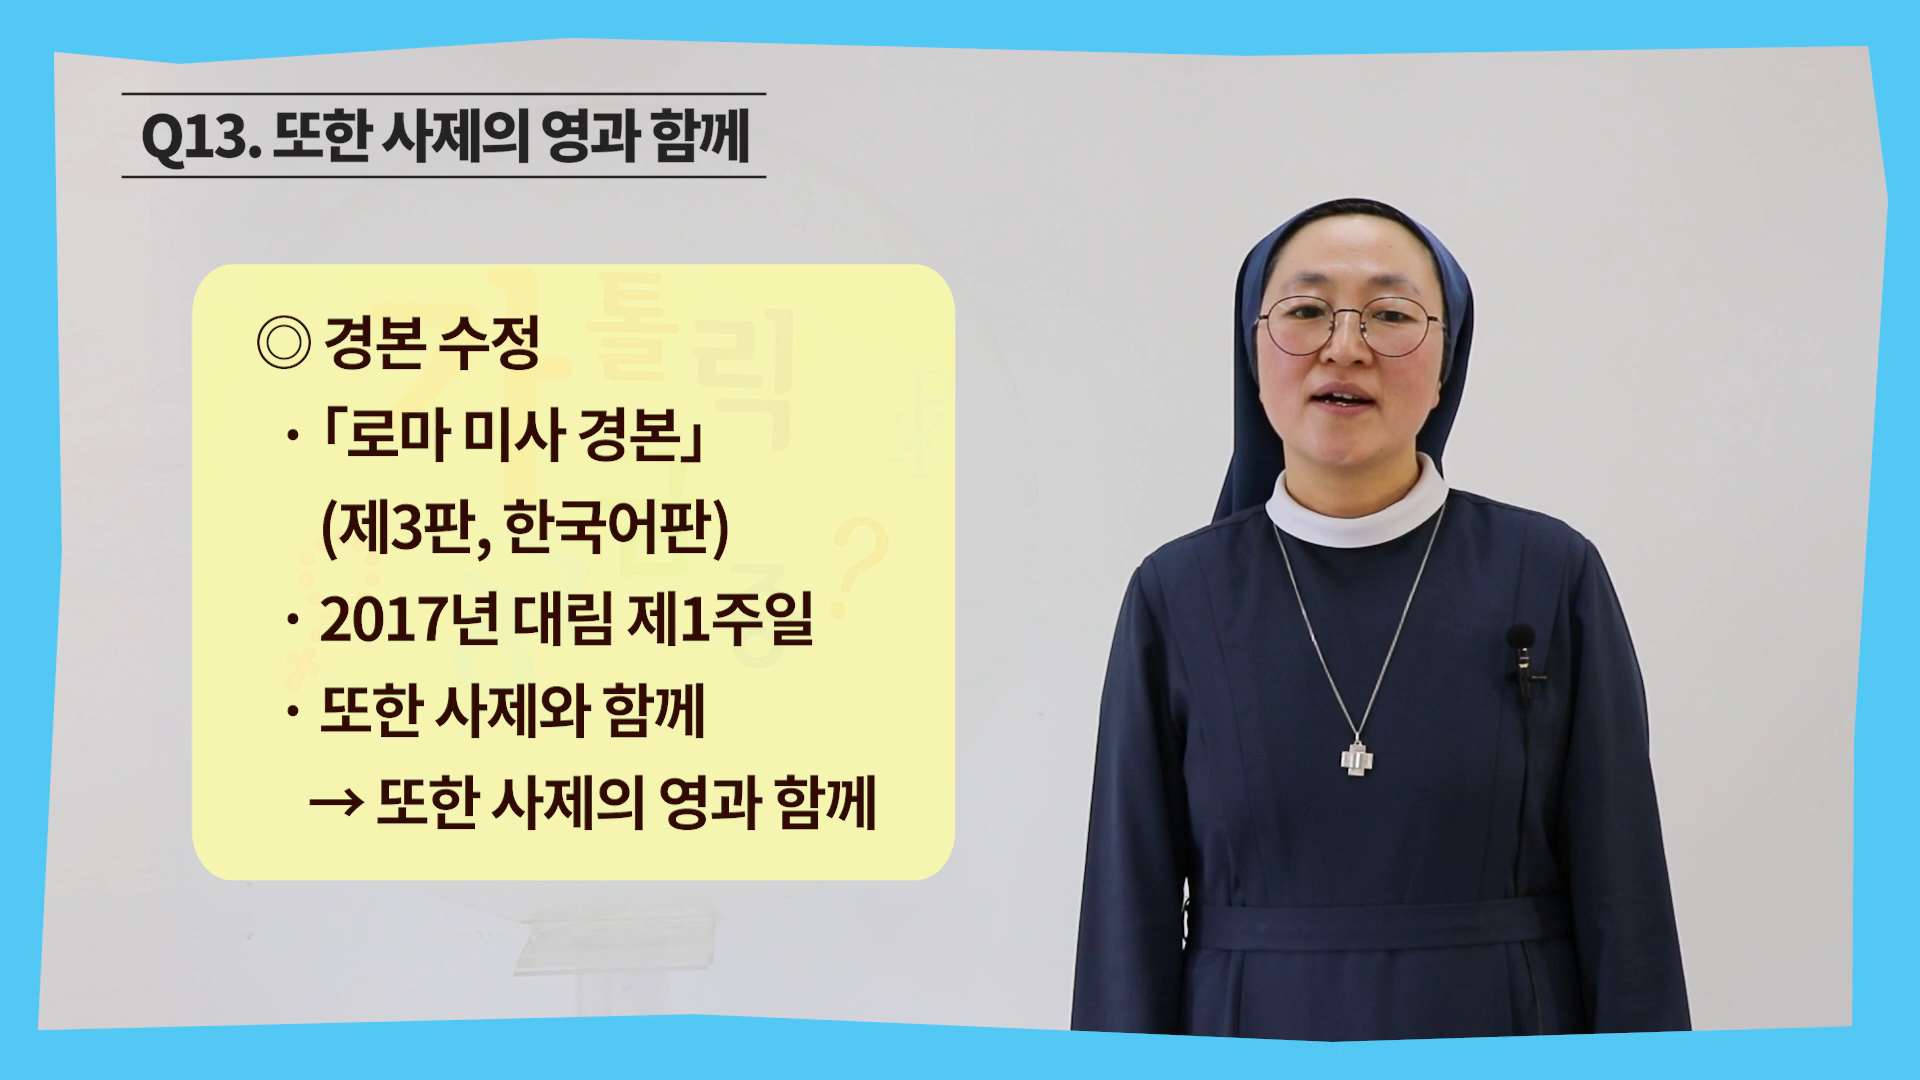 Q13. 또한 사제의 영과 함께
◎ 경본 수정
· 「로마 미사 경본」
(제3판, 한국어판)
· 2017년 대림 제1주일
· 또한 사제와 함께
→ 또한 사제의 영과 함께